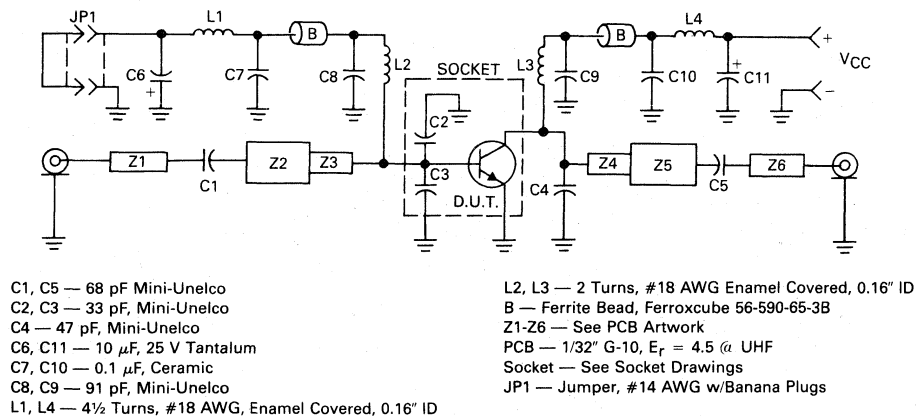 JP1
L1
B
L4
+
VCC
−
C6
+
C7
C8
L2
SOCKET
L3
C9
C10
+
C11
C2
C3
D.U.T.
C4
Z1
C1
Z2
Z3
Z4
Z5
C5
Z6
B
C1, C5 — 68 pF Mini-Unelco
C2, C3 — 33 pF, Mini-Unelco
C4 — 47 pF, Mini-Unelco
C6, C11 — 10 μF, 25 V Tantalum
C7, C10 — 0.1 μF, Ceramic
C8, C9 — 91 pF, Mini-Unelco
L1, L4 — 4½ Turns, #18 AWG, Enamel Covered, 0.16″ ID
L2, L3 — 2 Turns, #18 AWG Enamel Covered, 0.16″ ID
B — Ferrite Bead, Ferroxcube 56-590-65-3B
Z1-Z6 — See PCB Artwork
PCB — 1/32″ G-10, Er = 4.5 @ UHF
Socket — See Socket Drawings
JP1 — Jumper, #14 AWG w/Banana Plugs